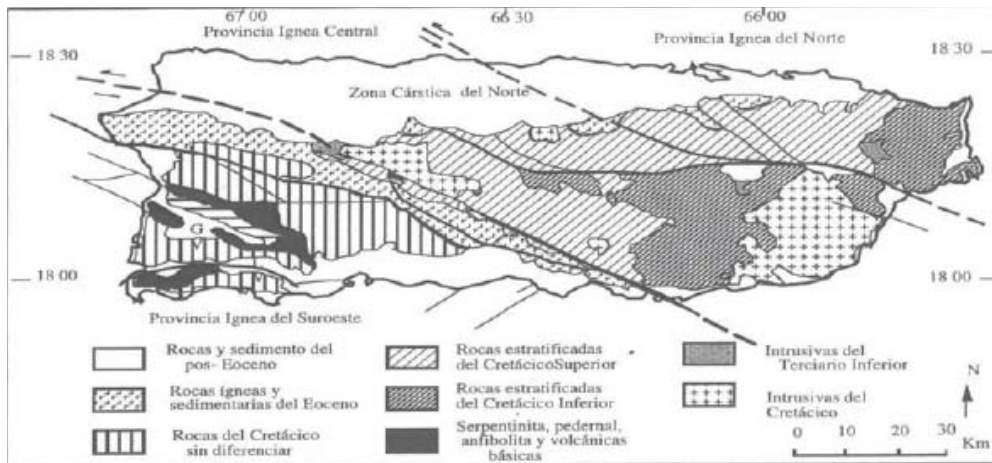 67 00
66 30
66 00
Provincia Ignea Central
Provincia Ignea del Norte
18 30
18 30
Zona Cárstica del Norte
G
18 00
18 00
Provincia Ignea del Suroeste
Rocas y sedimento del
pos-Eoceno
Rocas ígneas y
sedimentarias del Eoceno
Rocas del Cretácico
sin diferenciar
Rocas estratificadas
del CretácicoSuperior
Rocas estratificadas
del Cretácico Inferior
Serpentinita, pedernal,
anfibolita y volcánicas
básicas
Intrusivas del
Terciario Inferior
Intrusivas del
Cretácico
N
0 10 20 30
Km